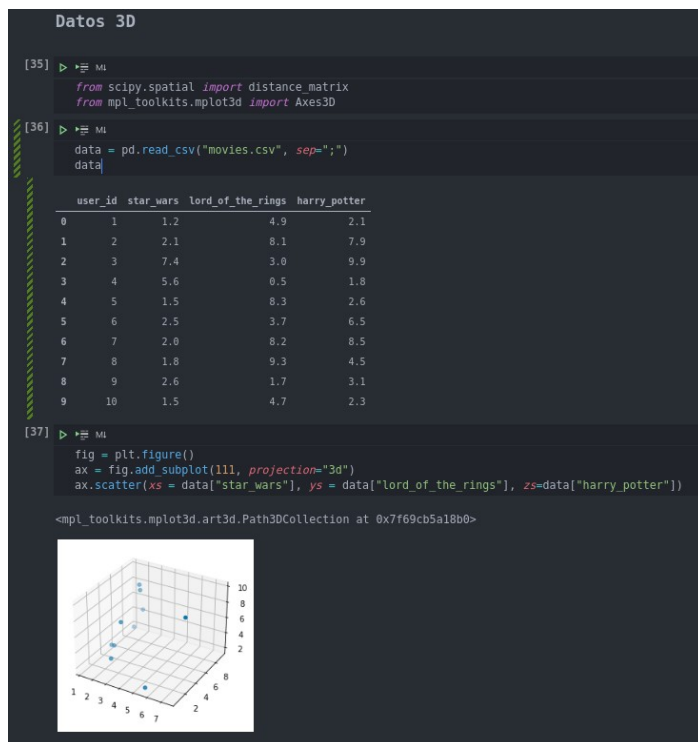 Datos 3D
[35] M↓
from scipy.spatial import distance_matrix
from mpl_toolkits.mplot3d import Axes3D
[36] M↓
data = pd.read_csv("movies.csv", sep=";")
data
user_id star_wars lord_of_the_rings harry_potter
0 1 1.2 4.9 2.1
1 2 2.1 8.1 7.9
2 3 7.4 3.0 9.9
3 4 5.6 0.5 1.8
4 5 1.5 8.3 2.6
5 6 2.5 3.7 6.5
6 7 2.0 8.2 8.5
7 8 1.8 9.3 4.5
8 9 2.6 1.7 3.1
9 10 1.5 4.7 2.3
[37] M↓
fig = plt.figure()
ax = fig.add_subplot(111, projection="3d")
ax.scatter(xs = data["star_wars"], ys = data["lord_of_the_rings"], zs=data["harry_potter"])
<mpl_toolkits.mplot3d.art3d.Path3DCollection at 0x7f69cb5a18b0>
10
8
6
4
2
1 2 3 4 5 6 7
2 4 6 8